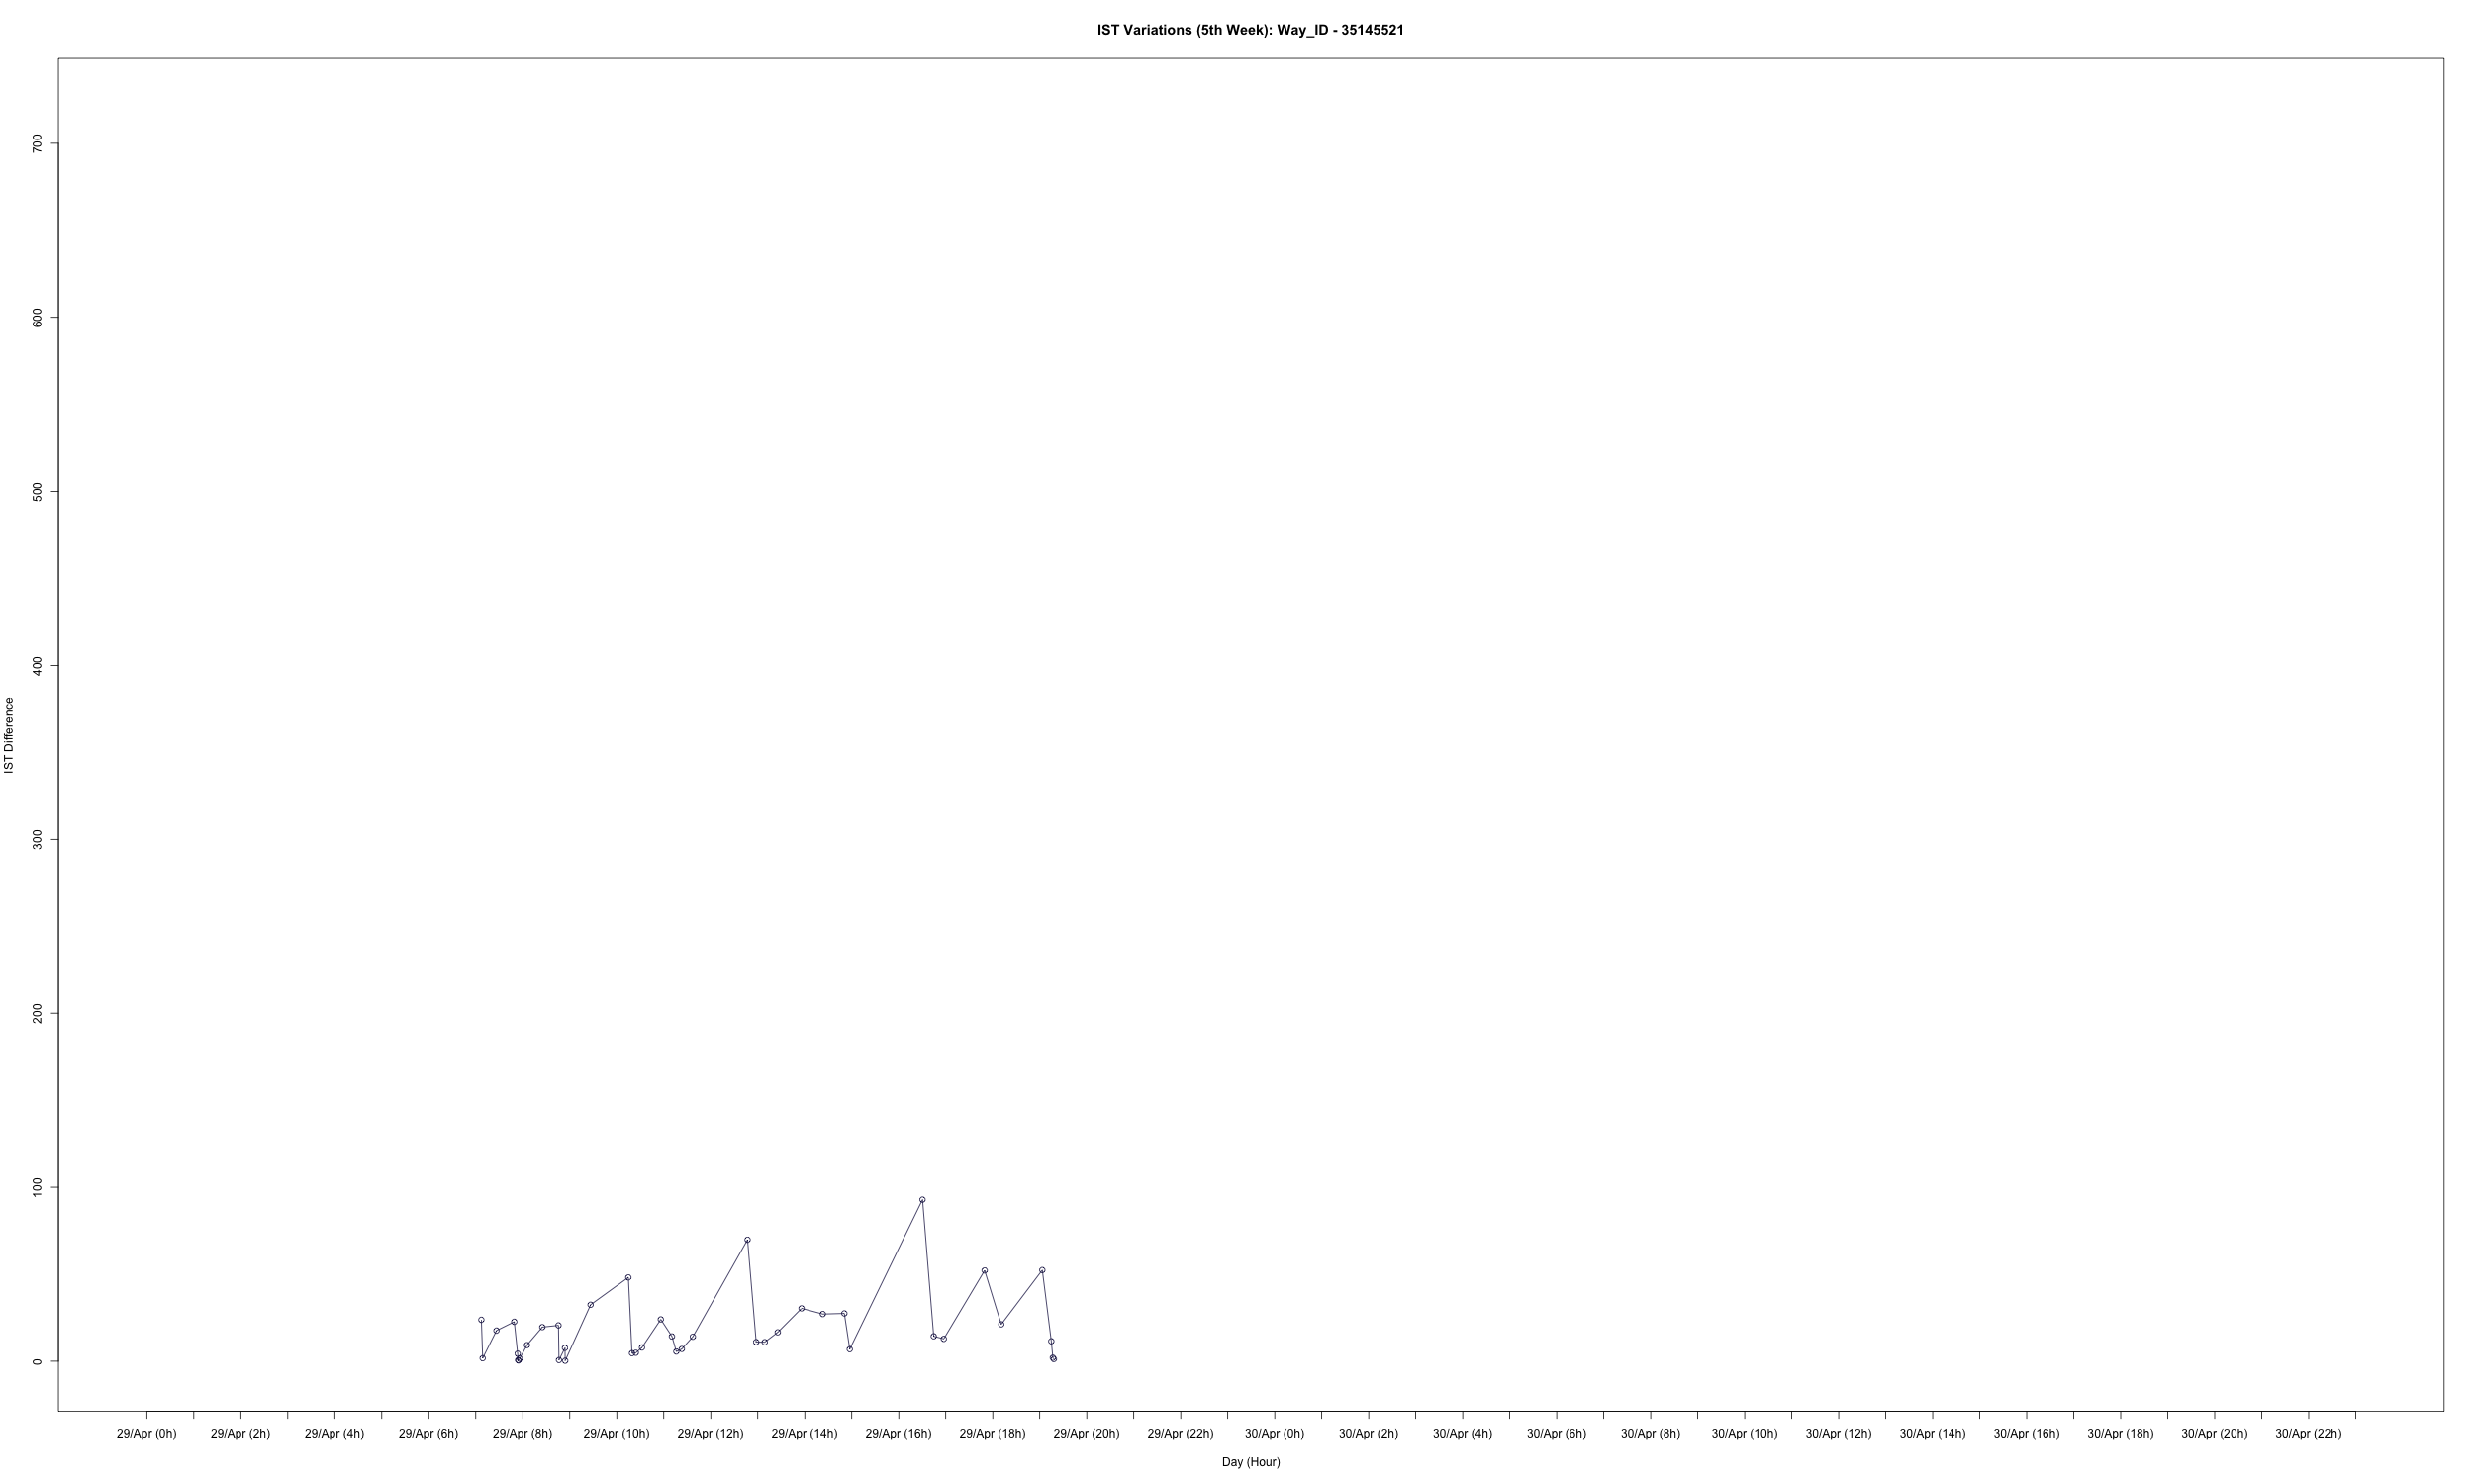 IST Variations (5th Week): Way_ID - 35145521
700
600
500
400
300
200
100
0
IST Difference
29/Apr (0h) 29/Apr (2h) 29/Apr (4h) 29/Apr (6h) 29/Apr (8h) 29/Apr (10h) 29/Apr (12h) 29/Apr (14h) 29/Apr (16h) 29/Apr (18h) 29/Apr (20h) 29/Apr (22h) 30/Apr (0h) 30/Apr (2h) 30/Apr (4h) 30/Apr (6h) 30/Apr (8h) 30/Apr (10h) 30/Apr (12h) 30/Apr (14h) 30/Apr (16h) 30/Apr (18h) 30/Apr (20h) 30/Apr (22h)
Day (Hour)